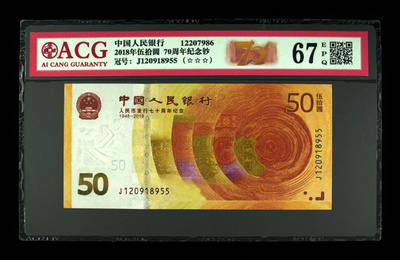 ACG
AI CANG GUARANTY
中国人民银行 12207986
2018年伍拾圆 70周年纪念钞
冠号: J120918955 (☆☆☆)
70
67 EPQ
中国人民银行
人民币发行七十周年纪念
1948-2018
50 伍拾圆
50
J120918955